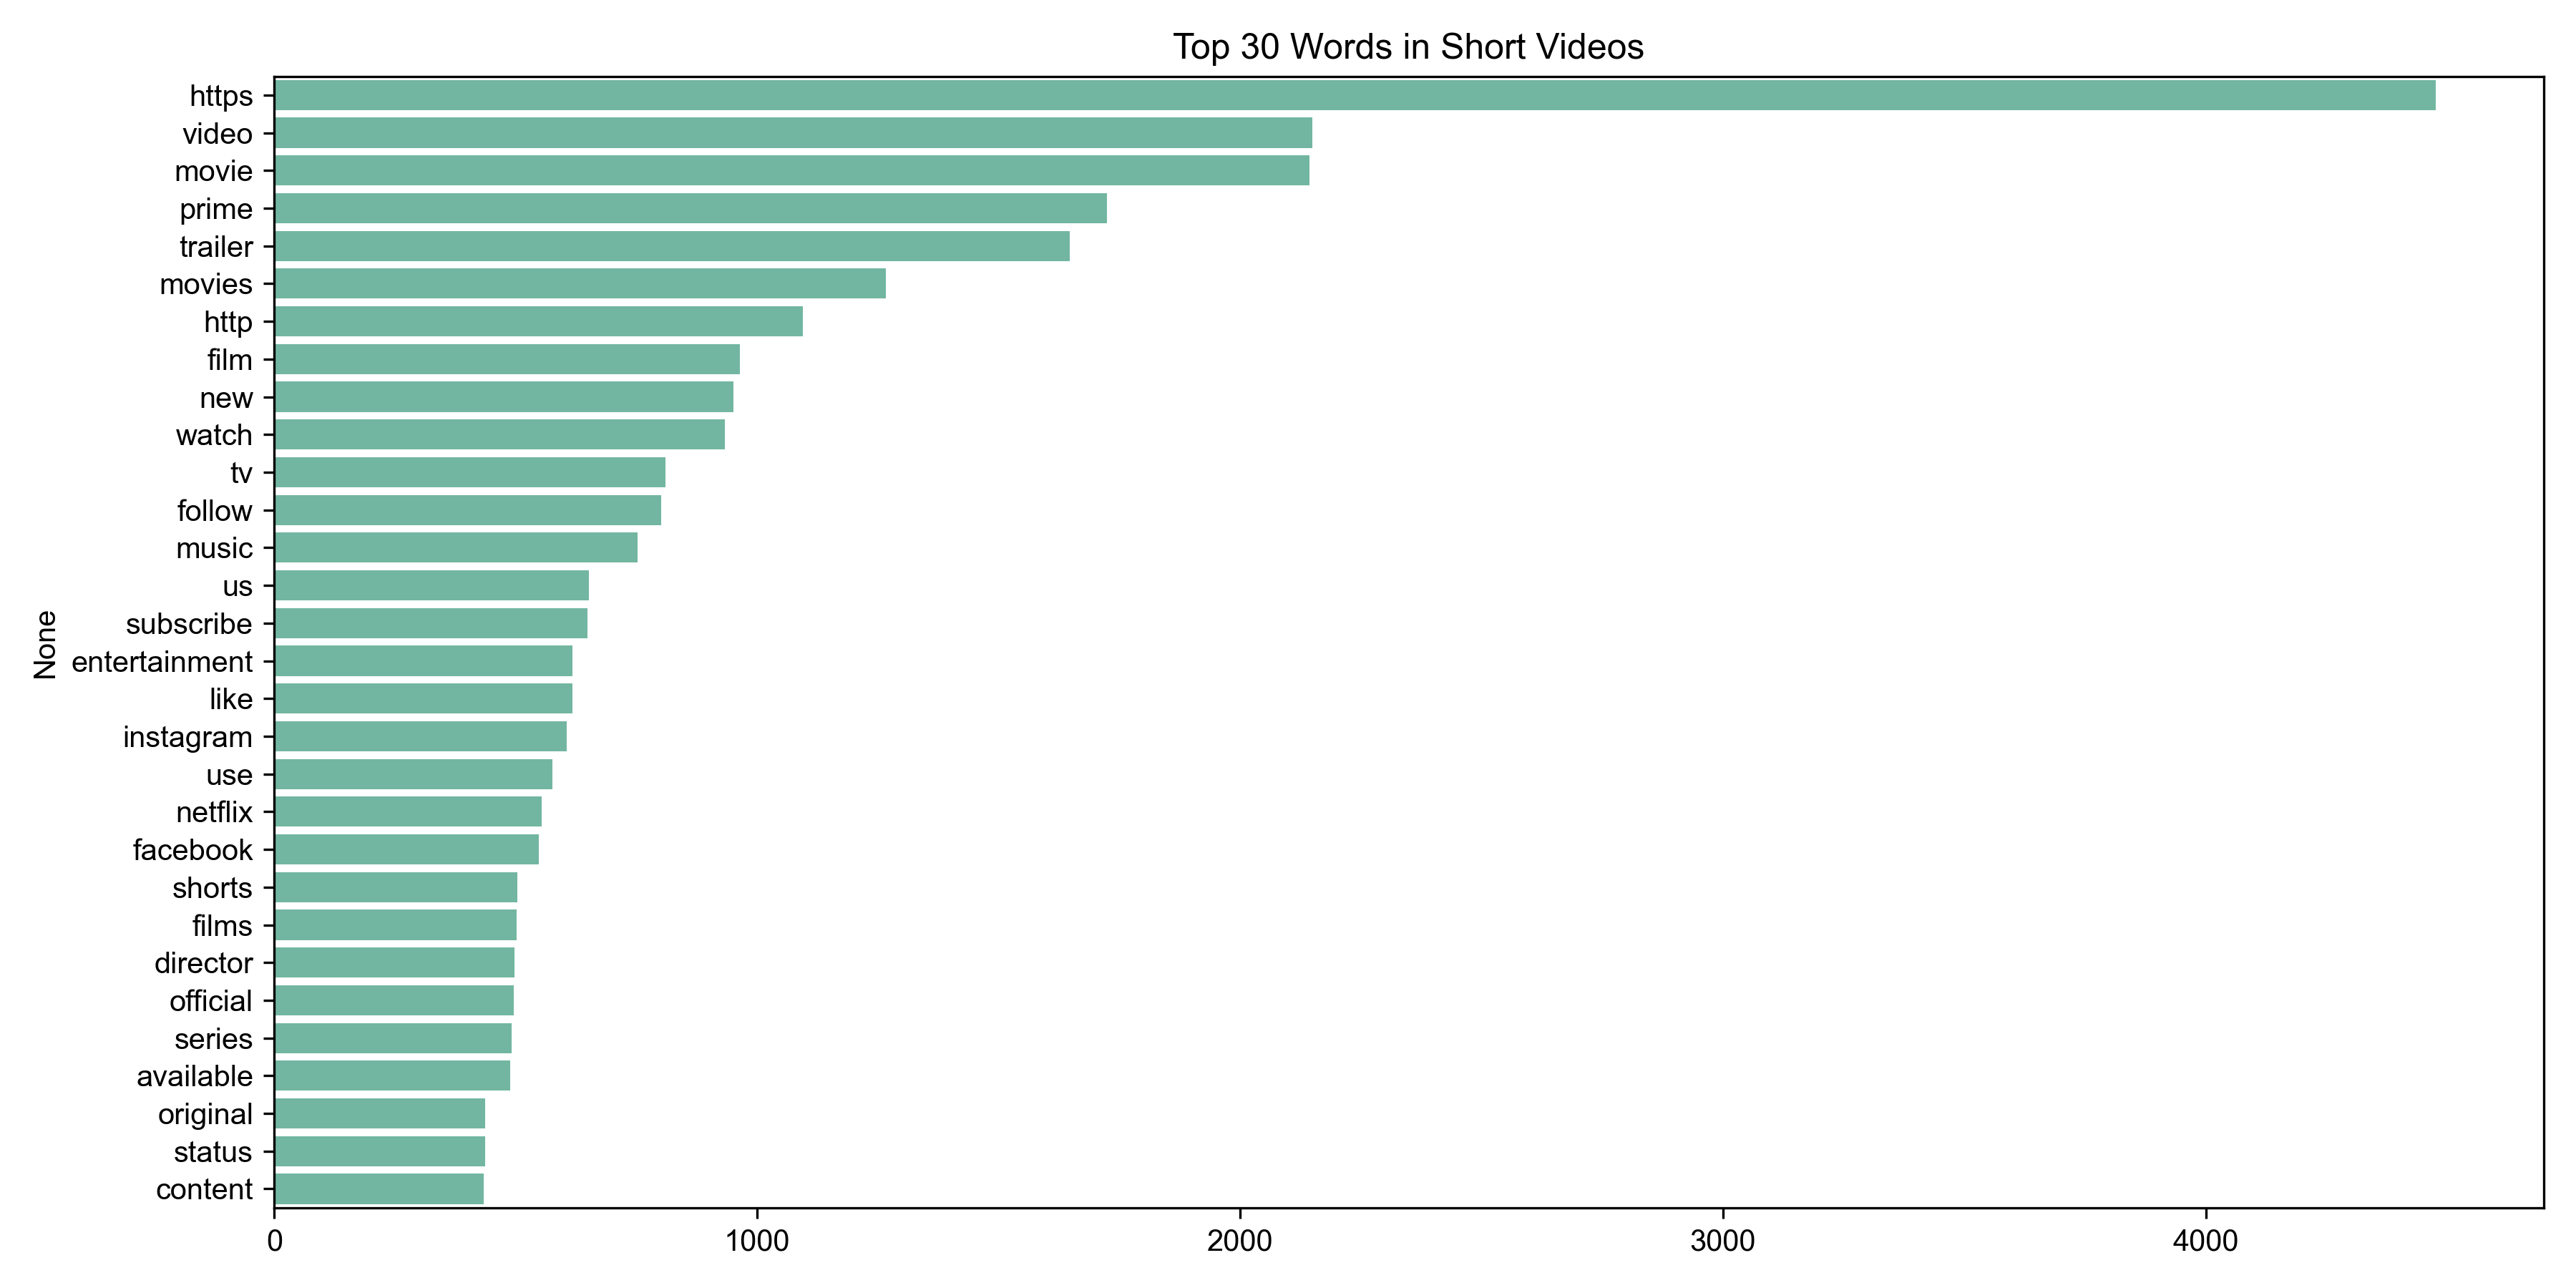 Top 30 Words in Short Videos
https
video
movie
prime
trailer
movies
http
film
new
watch
tv
follow
music
us
subscribe
entertainment
like
instagram
use
netflix
facebook
shorts
films
director
official
series
available
original
status
content
None
0 1000 2000 3000 4000